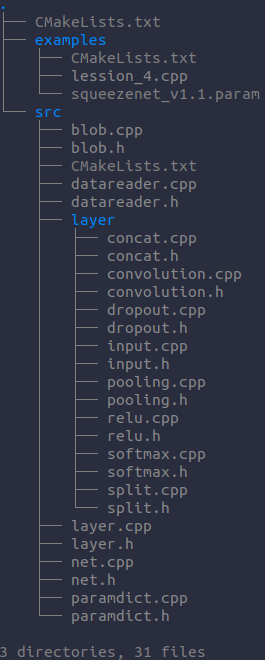 .
├── CMakeLists.txt
├── examples
│   ├── CMakeLists.txt
│   ├── lession_4.cpp
│   └── squeezenet_v1.1.param
└── src
    ├── blob.cpp
    ├── blob.h
    ├── CMakeLists.txt
    ├── datareader.cpp
    ├── datareader.h
    ├── layer
    │   ├── concat.cpp
    │   ├── concat.h
    │   ├── convolution.cpp
    │   ├── convolution.h
    │   ├── dropout.cpp
    │   ├── dropout.h
    │   ├── input.cpp
    │   ├── input.h
    │   ├── pooling.cpp
    │   ├── pooling.h
    │   ├── relu.cpp
    │   ├── relu.h
    │   ├── softmax.cpp
    │   ├── softmax.h
    │   ├── split.cpp
    │   └── split.h
    ├── layer.cpp
    ├── layer.h
    ├── net.cpp
    ├── net.h
    ├── paramdict.cpp
    └── paramdict.h
3 directories, 31 files